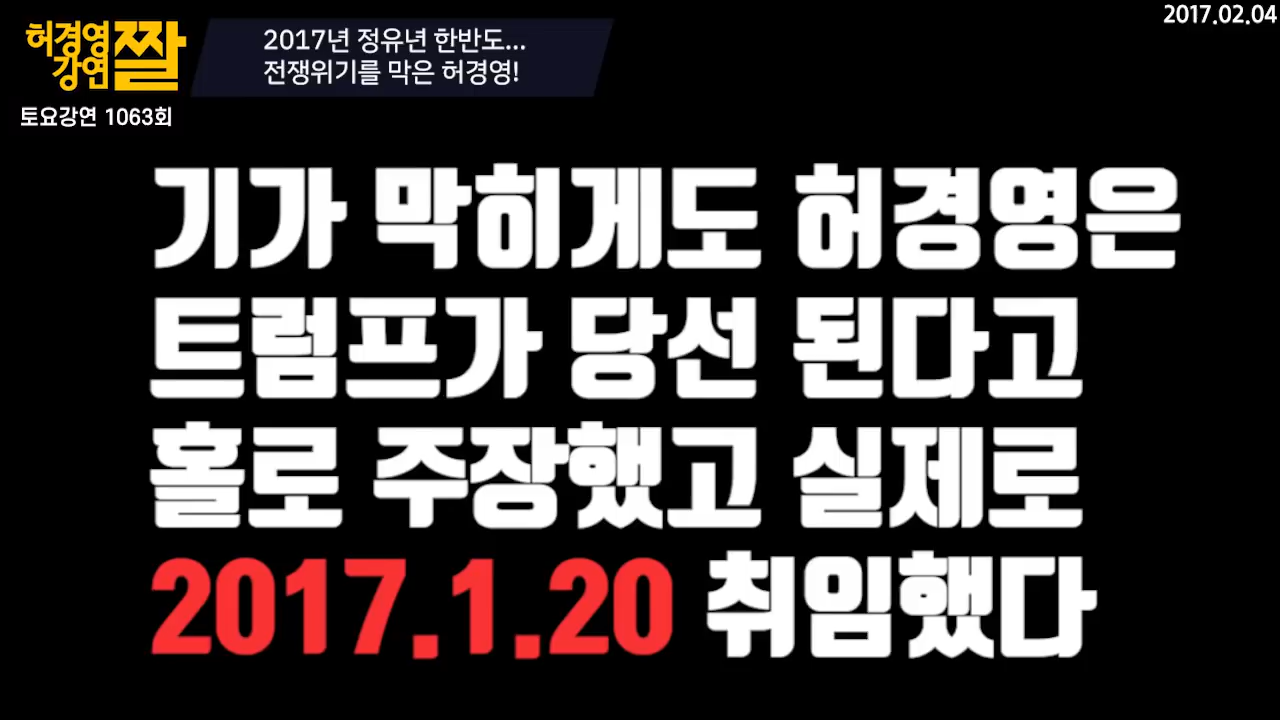 2017.02.04
허경영
강연 짤
토요강연 1063회
2017년 정유년 한반도...
전쟁위기를 막은 허경영!
기가 막히게도 허경영은
트럼프가 당선 된다고
홀로 주장했고 실제로
2017.1.20 취임했다